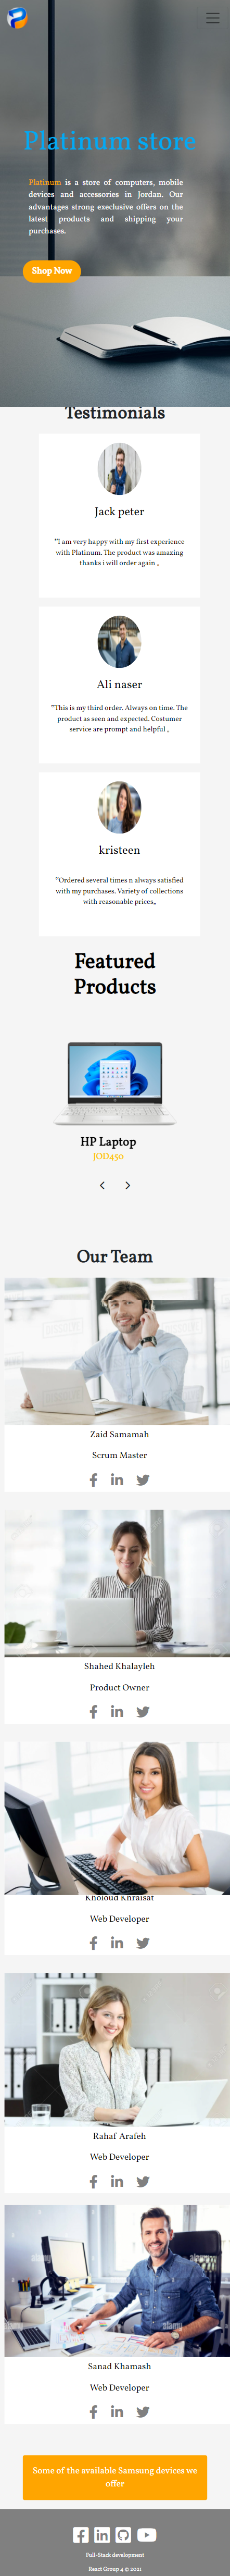 Platinum store
Platinum is a store of computers, mobile
devices and accessories in Jordan. Our
advantages strong execlusive offers on the
latest products and shipping your
purchases.
Shop Now
Testimonials
Jack peter
"I am very happy with my first experience
with Platinum. The product was amazing
thanks i will order again „
Ali naser
"This is my third order. Always on time. The
product as seen and expected. Costumer
service are prompt and helpful „
kristeen
"Ordered several times n always satisfied
with my purchases. Variety of collections
with reasonable prices„
Featured
Products
HP Laptop
JOD450
Our Team
Zaid Samamah
Scrum Master
Shahed Khalayleh
Product Owner
Kholoud Khraisat
Web Developer
Rahaf Arafeh
Web Developer
Sanad Khamash
Web Developer
Some of the available Samsung devices we
offer
Full-Stack development
React Group 4 © 2021